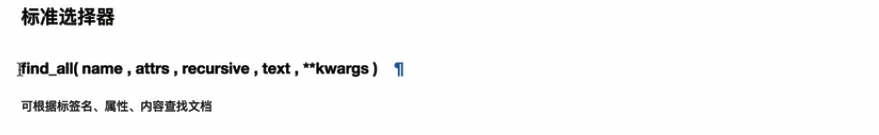 标准选择器
find_all( name , attrs , recursive , text , **kwargs ) ¶
可根据标签名、属性、内容查找文档